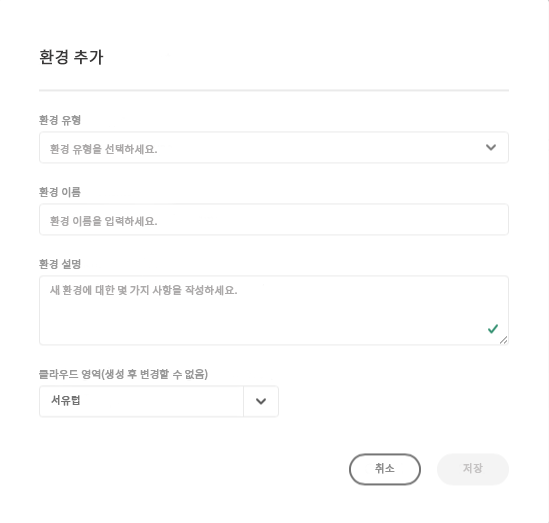 환경 추가
환경 유형
환경 유형을 선택하세요.
환경 이름
환경 이름을 입력하세요.
환경 설명
새 환경에 대한 몇 가지 사항을 작성하세요.
클라우드 영역(생성 후 변경할 수 없음)
서유럽
취소
저장